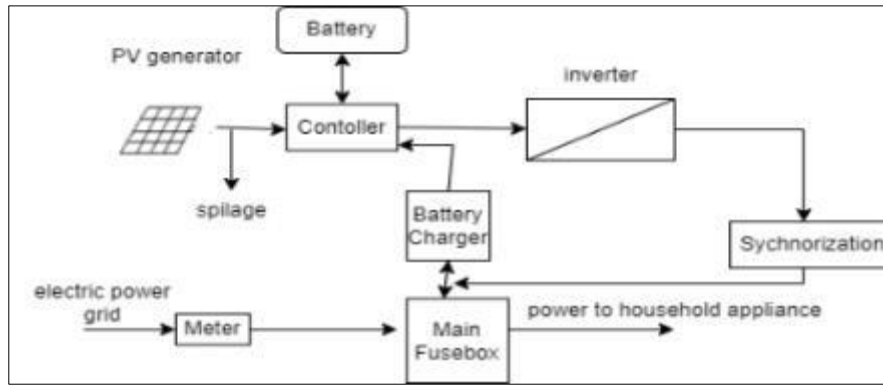 Battery
PV generator
inverter
Contoller
spilage
Battery
Charger
Sychnorization
electric power
grid
Meter
Main
Fusebox
power to household appliance